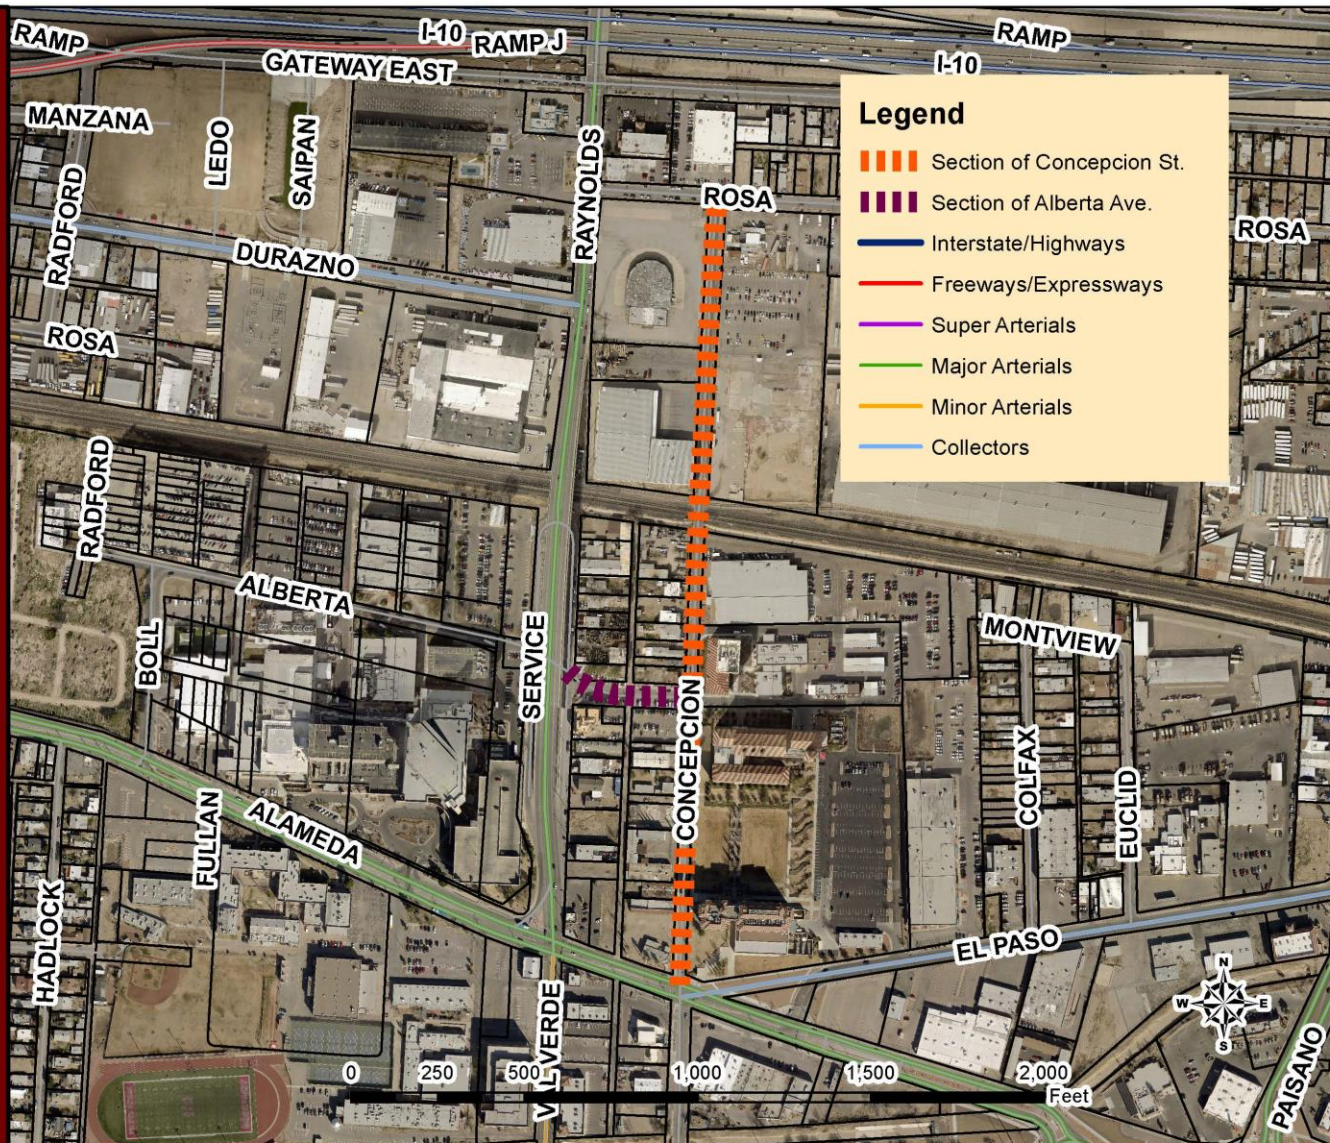 RAMP
I-10
RAMP J
RAMP
GATEWAY EAST
I-10
MANZANA
LEDO
SAIPAN
RAYNOLDS
RADFORD
ROSA
ROSA
DURAZNO
ROSA
Legend
Section of Concepcion St.
Section of Alberta Ave.
Interstate/Highways
Freeways/Expressways
Super Arterials
Major Arterials
Minor Arterials
Collectors
RADFORD
ALBERTA
BOLL
SERVICE
MONTVIEW
CONCEPCION
COLFAX
EUCLID
FULLAN
ALAMEDA
HADLOCK
EL PASO
N
W E
S
VAL VERDE
PAISANO
0 250 500 1,000 1,500 2,000
Feet